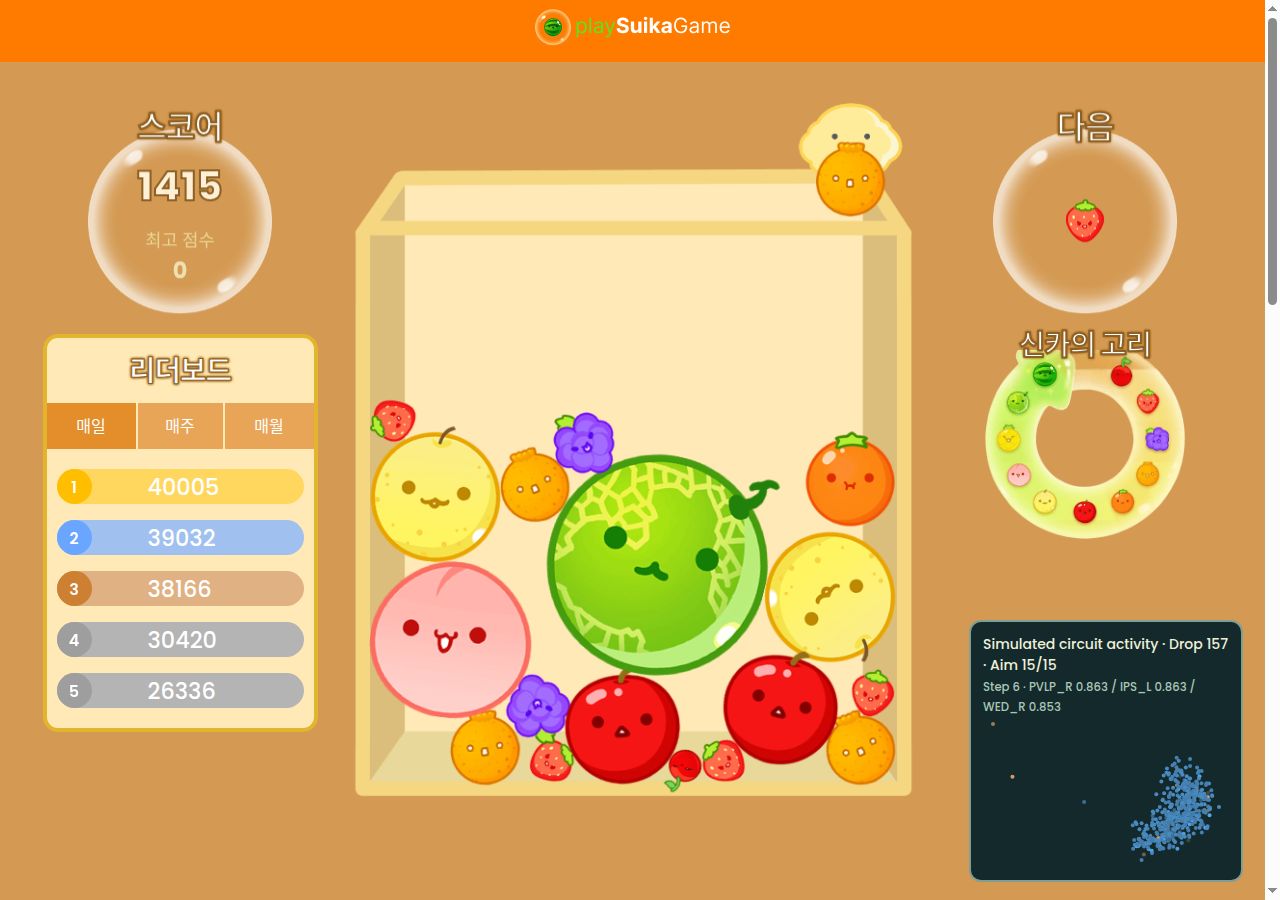 playSuikaGame
스코어
1415
최고 점수
0
리더보드
매일 매주 매월
1 40005
2 39032
3 38166
4 30420
5 26336
다음
신카의 고리
Simulated circuit activity · Drop 157
· Aim 15/15
Step 6 · PVLP_R 0.863 / IPS_L 0.863 /
WED_R 0.853